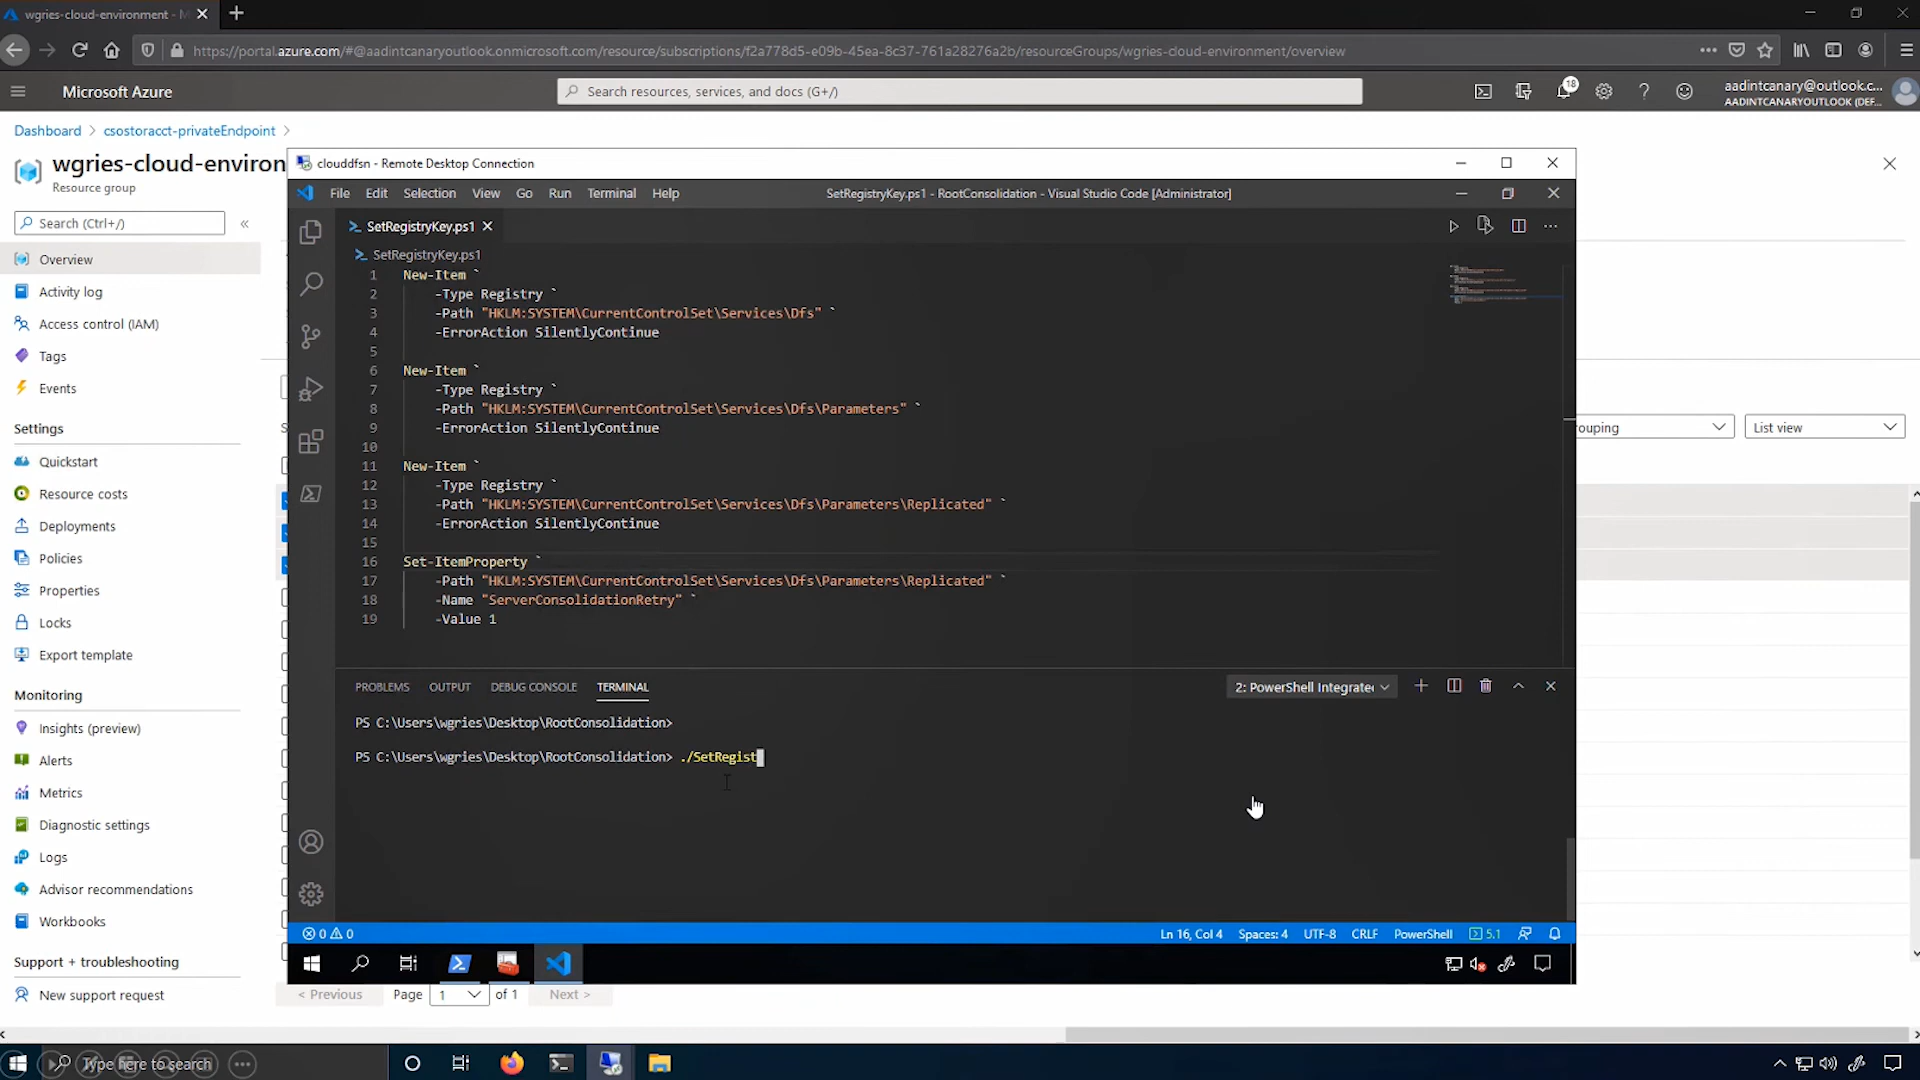 wgries-cloud-environment - M
https://portal.azure.com/#@aadintcanaryoutlook.onmicrosoft.com/resource/subscriptions/f2a778d5-e09b-45ea-8c37-761a28276a2b/resourceGroups/wgries-cloud-environment/overview
Microsoft Azure
Search resources, services, and docs (G+/)
18
aadintcanary@outlook.c...
AADINTCANARYOUTLOOK (DEF...
Dashboard > csostoracct-privateEndpoint >
wgries-cloud-environ
Resource group
Search (Ctrl+/)
Overview
Activity log
Access control (IAM)
Tags
Events
Settings
Quickstart
Resource costs
Deployments
Policies
Properties
Locks
Export template
Monitoring
Insights (preview)
Alerts
Metrics
Diagnostic settings
Logs
Advisor recommendations
Workbooks
Support + troubleshooting
New support request
ouping
List view
clouddfsn - Remote Desktop Connection
File Edit Selection View Go Run Terminal Help
SetRegistryKey.ps1 - RootConsolidation - Visual Studio Code [Administrator]
SetRegistryKey.ps1
SetRegistryKey.ps1
1 New-Item `
2 -Type Registry `
3 -Path "HKLM:SYSTEM\CurrentControlSet\Services\Dfs" `
4 -ErrorAction SilentlyContinue
5
6 New-Item `
7 -Type Registry `
8 -Path "HKLM:SYSTEM\CurrentControlSet\Services\Dfs\Parameters" `
9 -ErrorAction SilentlyContinue
10
11 New-Item `
12 -Type Registry `
13 -Path "HKLM:SYSTEM\CurrentControlSet\Services\Dfs\Parameters\Replicated" `
14 -ErrorAction SilentlyContinue
15
16 Set-ItemProperty `
17 -Path "HKLM:SYSTEM\CurrentControlSet\Services\Dfs\Parameters\Replicated" `
18 -Name "ServerConsolidationRetry" `
19 -Value 1
PROBLEMS OUTPUT DEBUG CONSOLE TERMINAL
2: PowerShell Integrate
PS C:\Users\wgries\Desktop\RootConsolidation>
PS C:\Users\wgries\Desktop\RootConsolidation> ./SetRegist
0 0
Ln 16, Col 4 Spaces: 4 UTF-8 CRLF PowerShell 5.1
< Previous Page 1 of 1 Next >
Type here to search